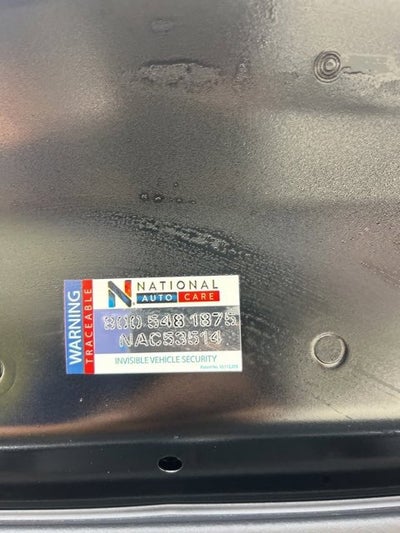 WARNING
TRACEABLE
N NATIONAL
AUTO CARE
800 548 1875
NAC53514
INVISIBLE VEHICLE SECURITY